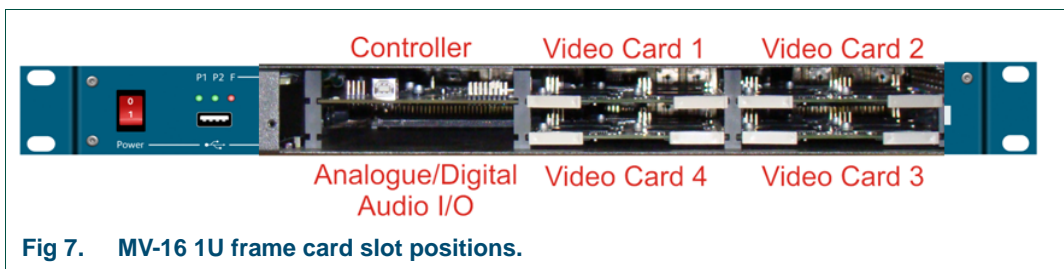 Controller Video Card 1 Video Card 2
P1 P2 F
0
1
Power
Analogue/Digital Audio I/O Video Card 4 Video Card 3
Fig 7. MV-16 1U frame card slot positions.